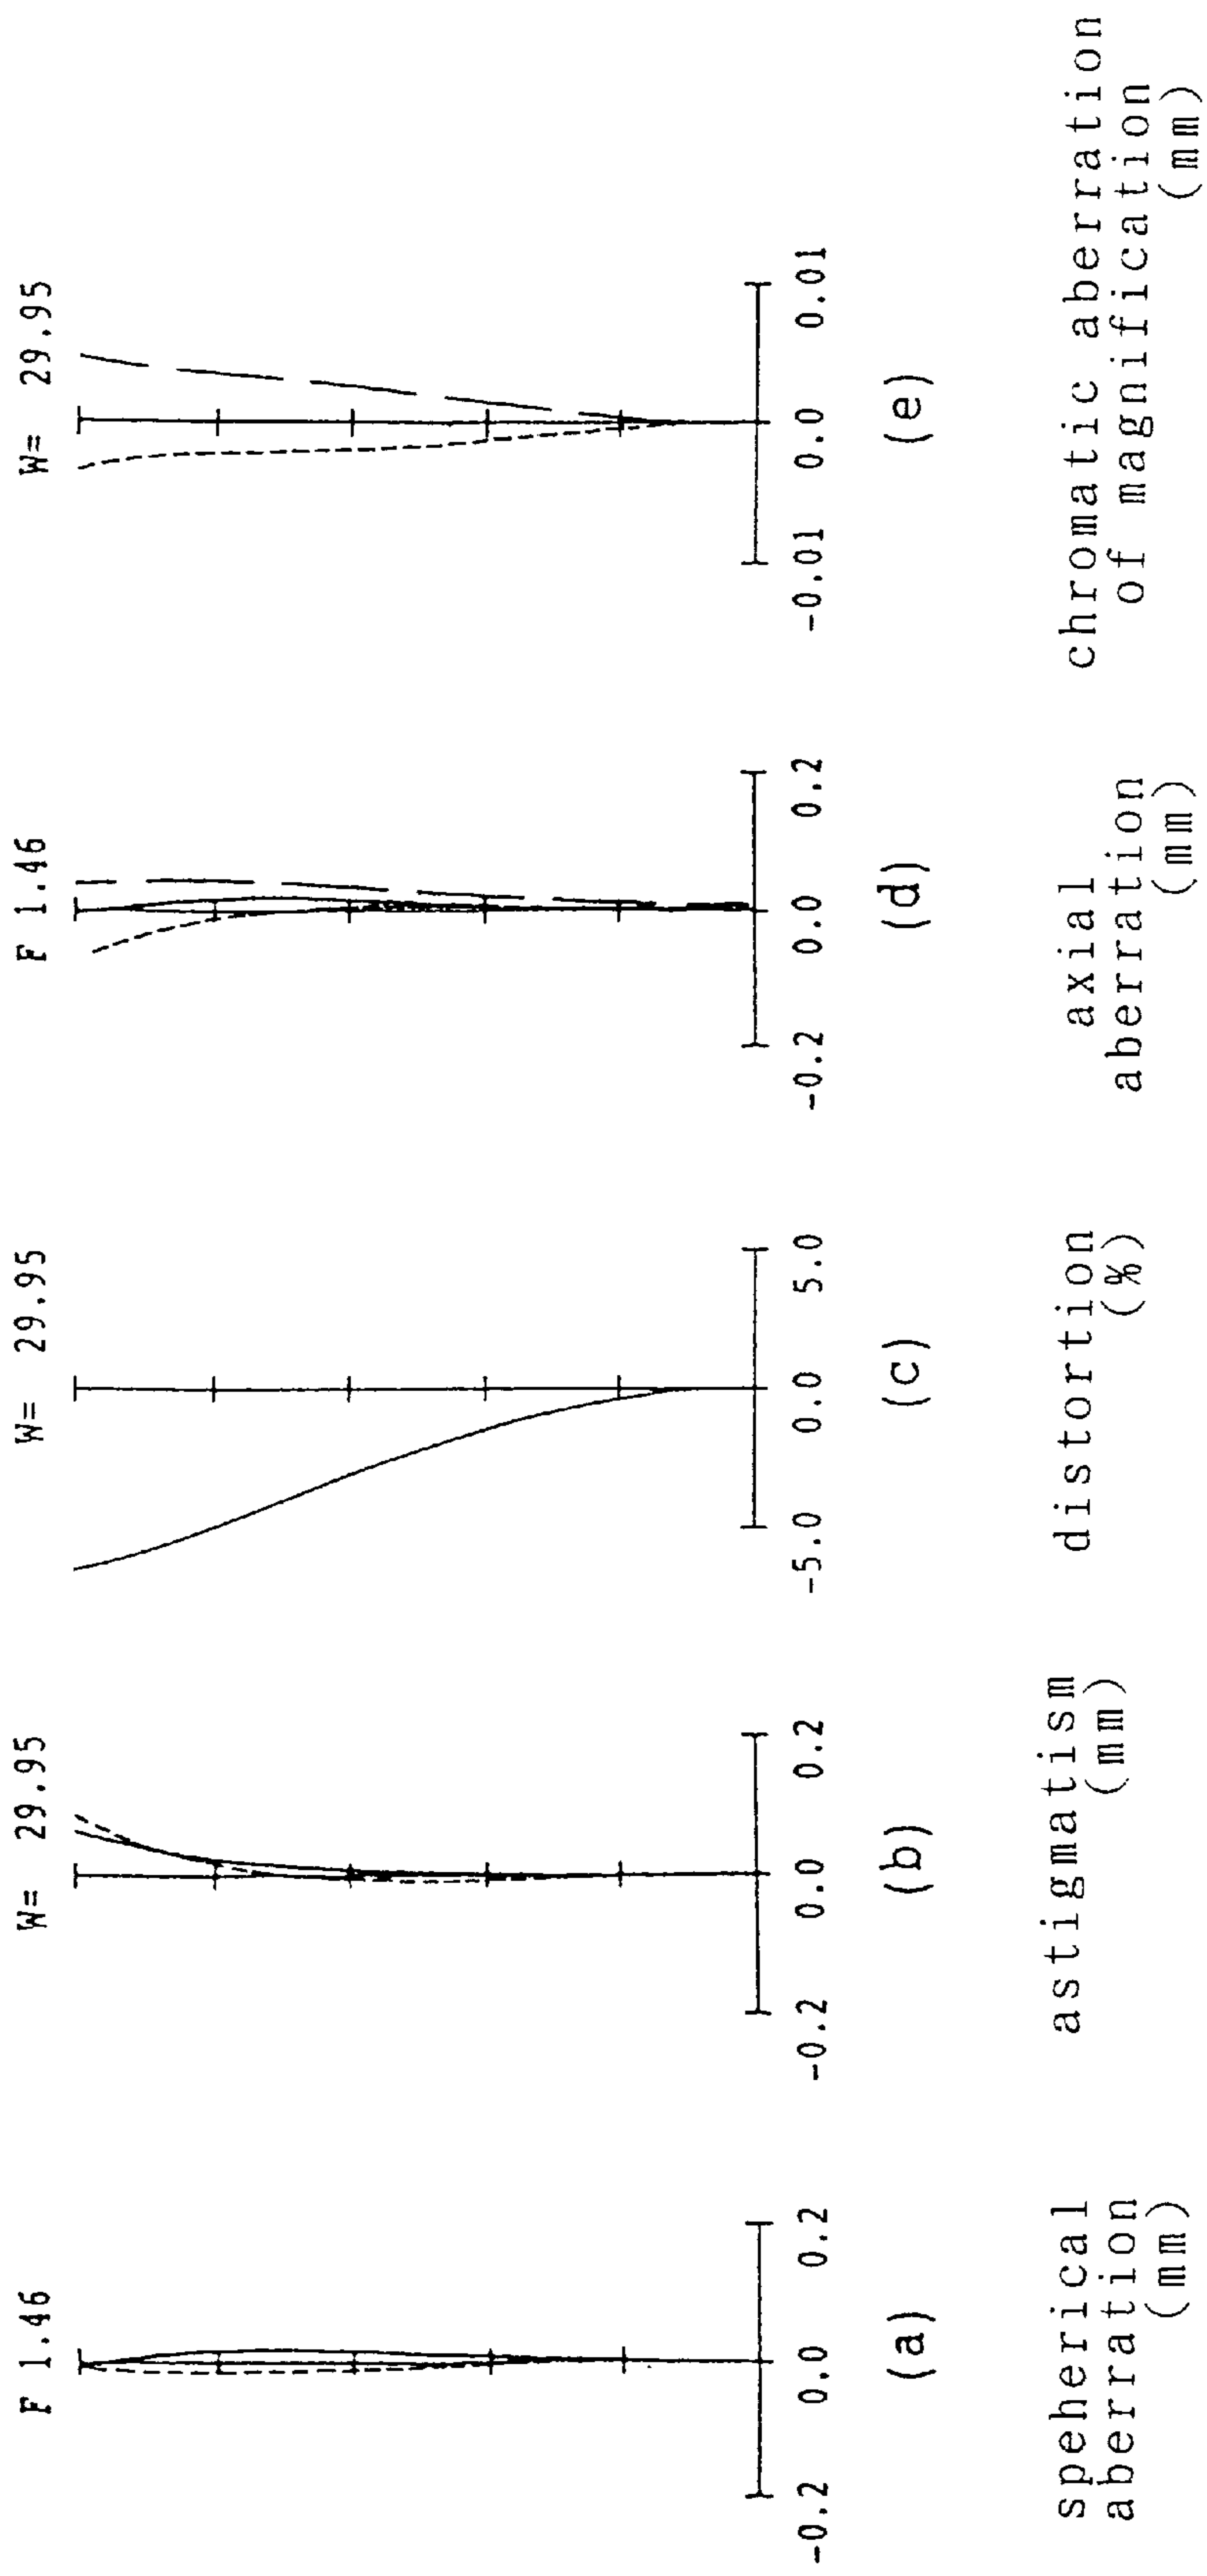 F 1.46
-0.2 0.0 0.2
(a)
speherical
aberration
(mm)
W= 29.95
-0.2 0.0 0.2
(b)
astigmatism
(mm)
W= 29.95
-5.0 0.0 5.0
(c)
distortion
(%)
F 1.46
-0.2 0.0 0.2
(d)
axial
aberration
(mm)
W= 29.95
-0.01 0.0 0.01
(e)
chromatic aberration
of magnification
(mm)